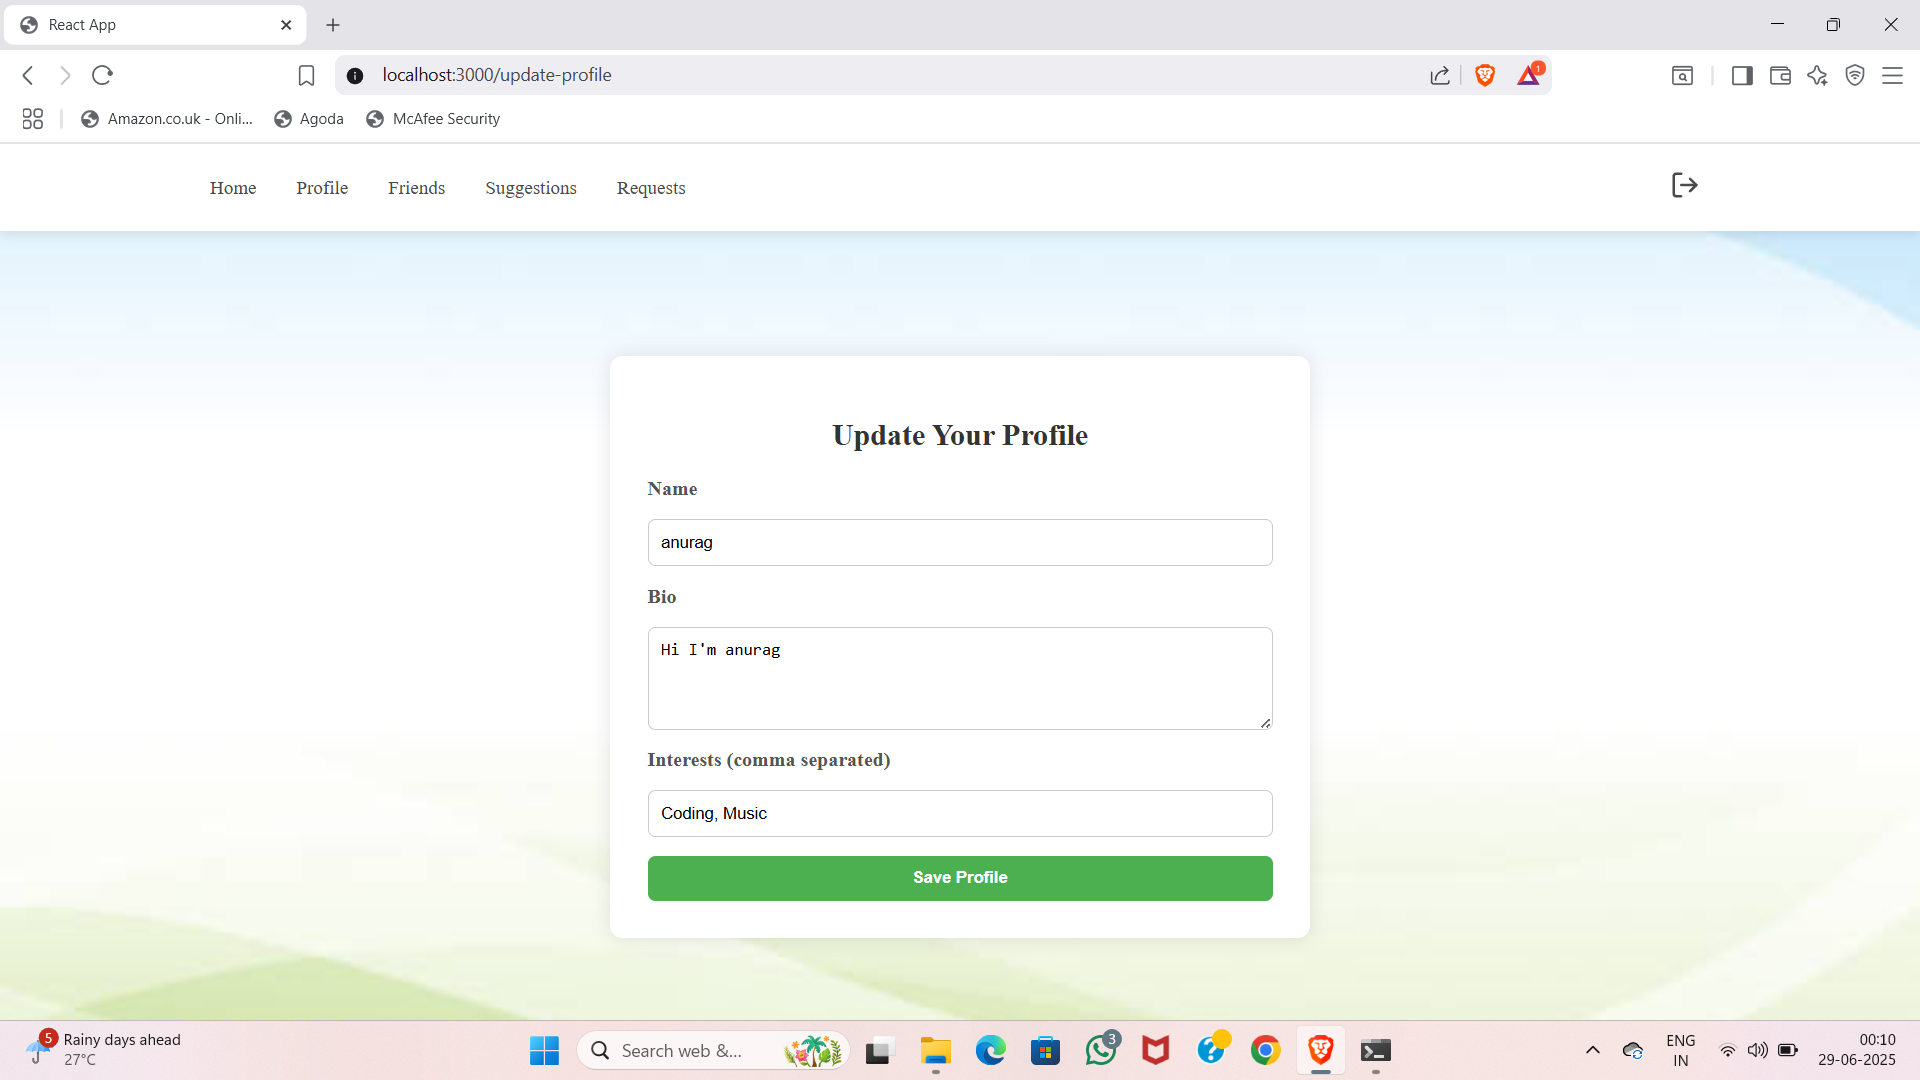 React App
localhost:3000/update-profile
1
Amazon.co.uk - Onli...
Agoda
McAfee Security
Home
Profile
Friends
Suggestions
Requests
Update Your Profile
Name
anurag
Bio
Hi I'm anurag
Interests (comma separated)
Coding, Music
Save Profile
5
Rainy days ahead
27°C
Search web &...
3
ENG
IN
00:10
29-06-2025